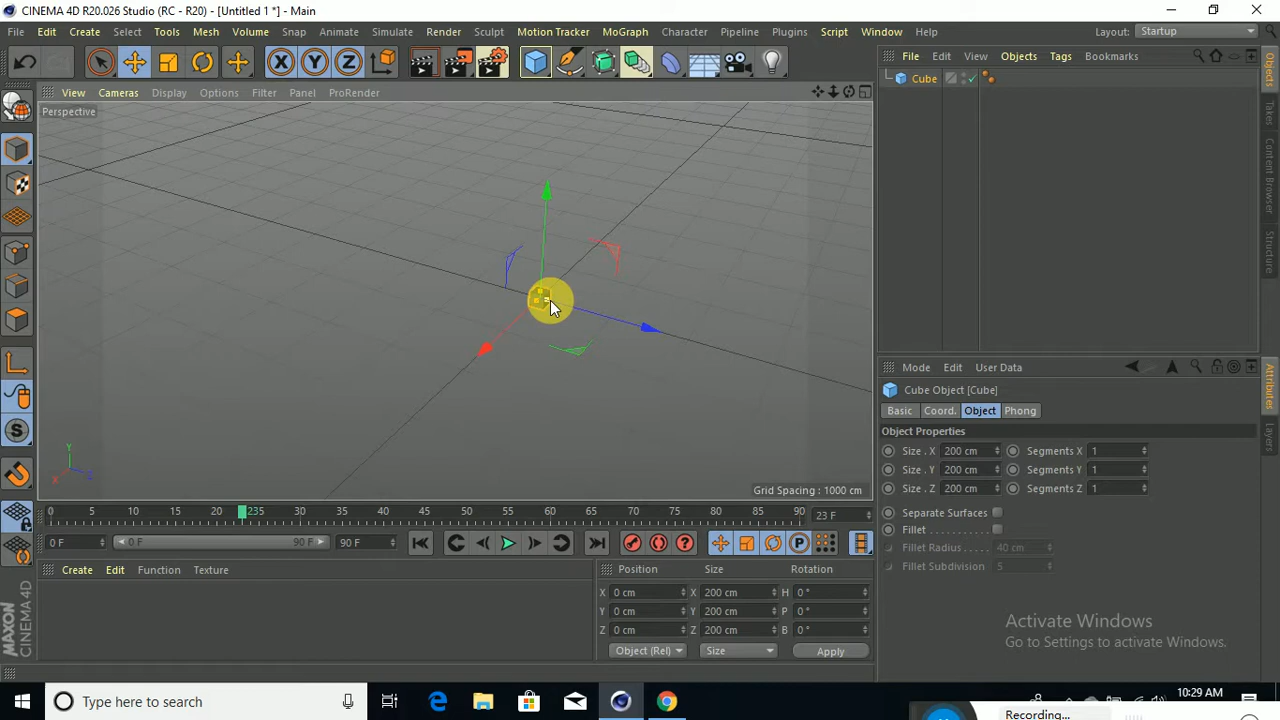 CINEMA 4D R20.026 Studio (RC - R20) - [Untitled 1 *] - Main
File Edit Create Select Tools Mesh Volume Snap Animate Simulate Render Sculpt Motion Tracker MoGraph Character Pipeline Plugins Script Window Help Layout: Startup
X Y Z
File Edit View Objects Tags Bookmarks
Cube
View Cameras Display Options Filter Panel ProRender
Perspective
Objects
Takes
Content Browser
Structure
Y
X
Z
Grid Spacing : 1000 cm
Mode Edit User Data
Cube Object [Cube]
Basic Coord. Object Phong
Object Properties
Size . X 200 cm Segments X 1
Size . Y 200 cm Segments Y 1
Size . Z 200 cm Segments Z 1
Separate Surfaces
Fillet
Fillet Radius 40 cm
Fillet Subdivision 5
Attributes
Layers
0 5 10 15 20 235 30 35 40 45 50 55 60 65 70 75 80 85 90 23 F
0 F 0 F 90 F 90 F
P
Create Edit Function Texture
Position Size Rotation
X 0 cm X 200 cm H 0 °
Y 0 cm Y 200 cm P 0 °
Z 0 cm Z 200 cm B 0 °
Object (Rel) Size Apply
MAXON
CINEMA 4D
Activate Windows
Go to Settings to activate Windows.
Type here to search
10:29 AM
Recording...